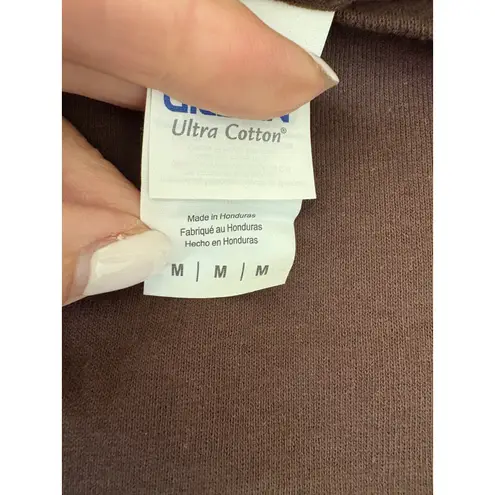 Ultra Cotton®
Made in Honduras
Fabriqué au Honduras
Hecho en Honduras
M | M | M